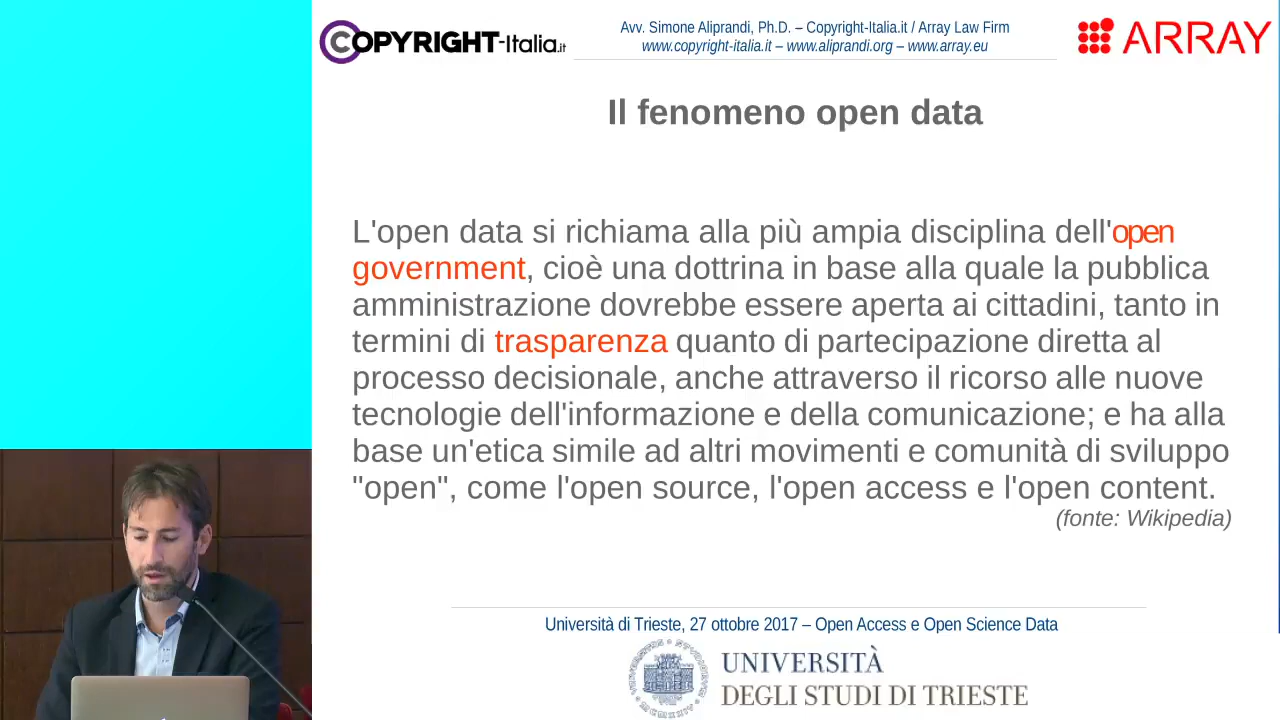 COPYRIGHT-Italia.it
Avv. Simone Aliprandi, Ph.D. – Copyright-Italia.it / Array Law Firm
www.copyright-italia.it – www.aliprandi.org – www.array.eu
ARRAY
Il fenomeno open data
L'open data si richiama alla più ampia disciplina dell'open
government, cioè una dottrina in base alla quale la pubblica
amministrazione dovrebbe essere aperta ai cittadini, tanto in
termini di trasparenza quanto di partecipazione diretta al
processo decisionale, anche attraverso il ricorso alle nuove
tecnologie dell'informazione e della comunicazione; e ha alla
base un'etica simile ad altri movimenti e comunità di sviluppo
"open", come l'open source, l'open access e l'open content.
(fonte: Wikipedia)
Università di Trieste, 27 ottobre 2017 – Open Access e Open Science Data
UNIVERSITÀ
DEGLI STUDI DI TRIESTE